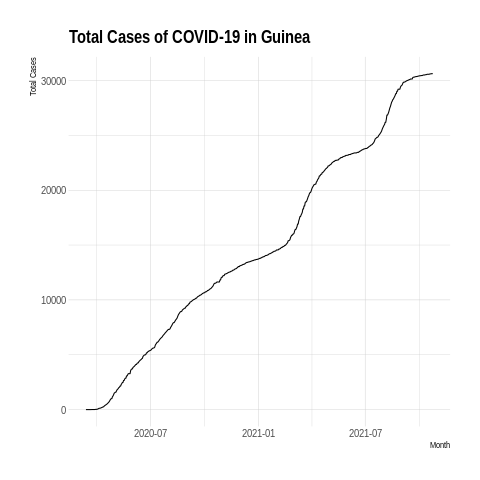 Total Cases of COVID-19 in Guinea
Total Cases
30000
20000
10000
0
2020-07
2021-01
2021-07
Month